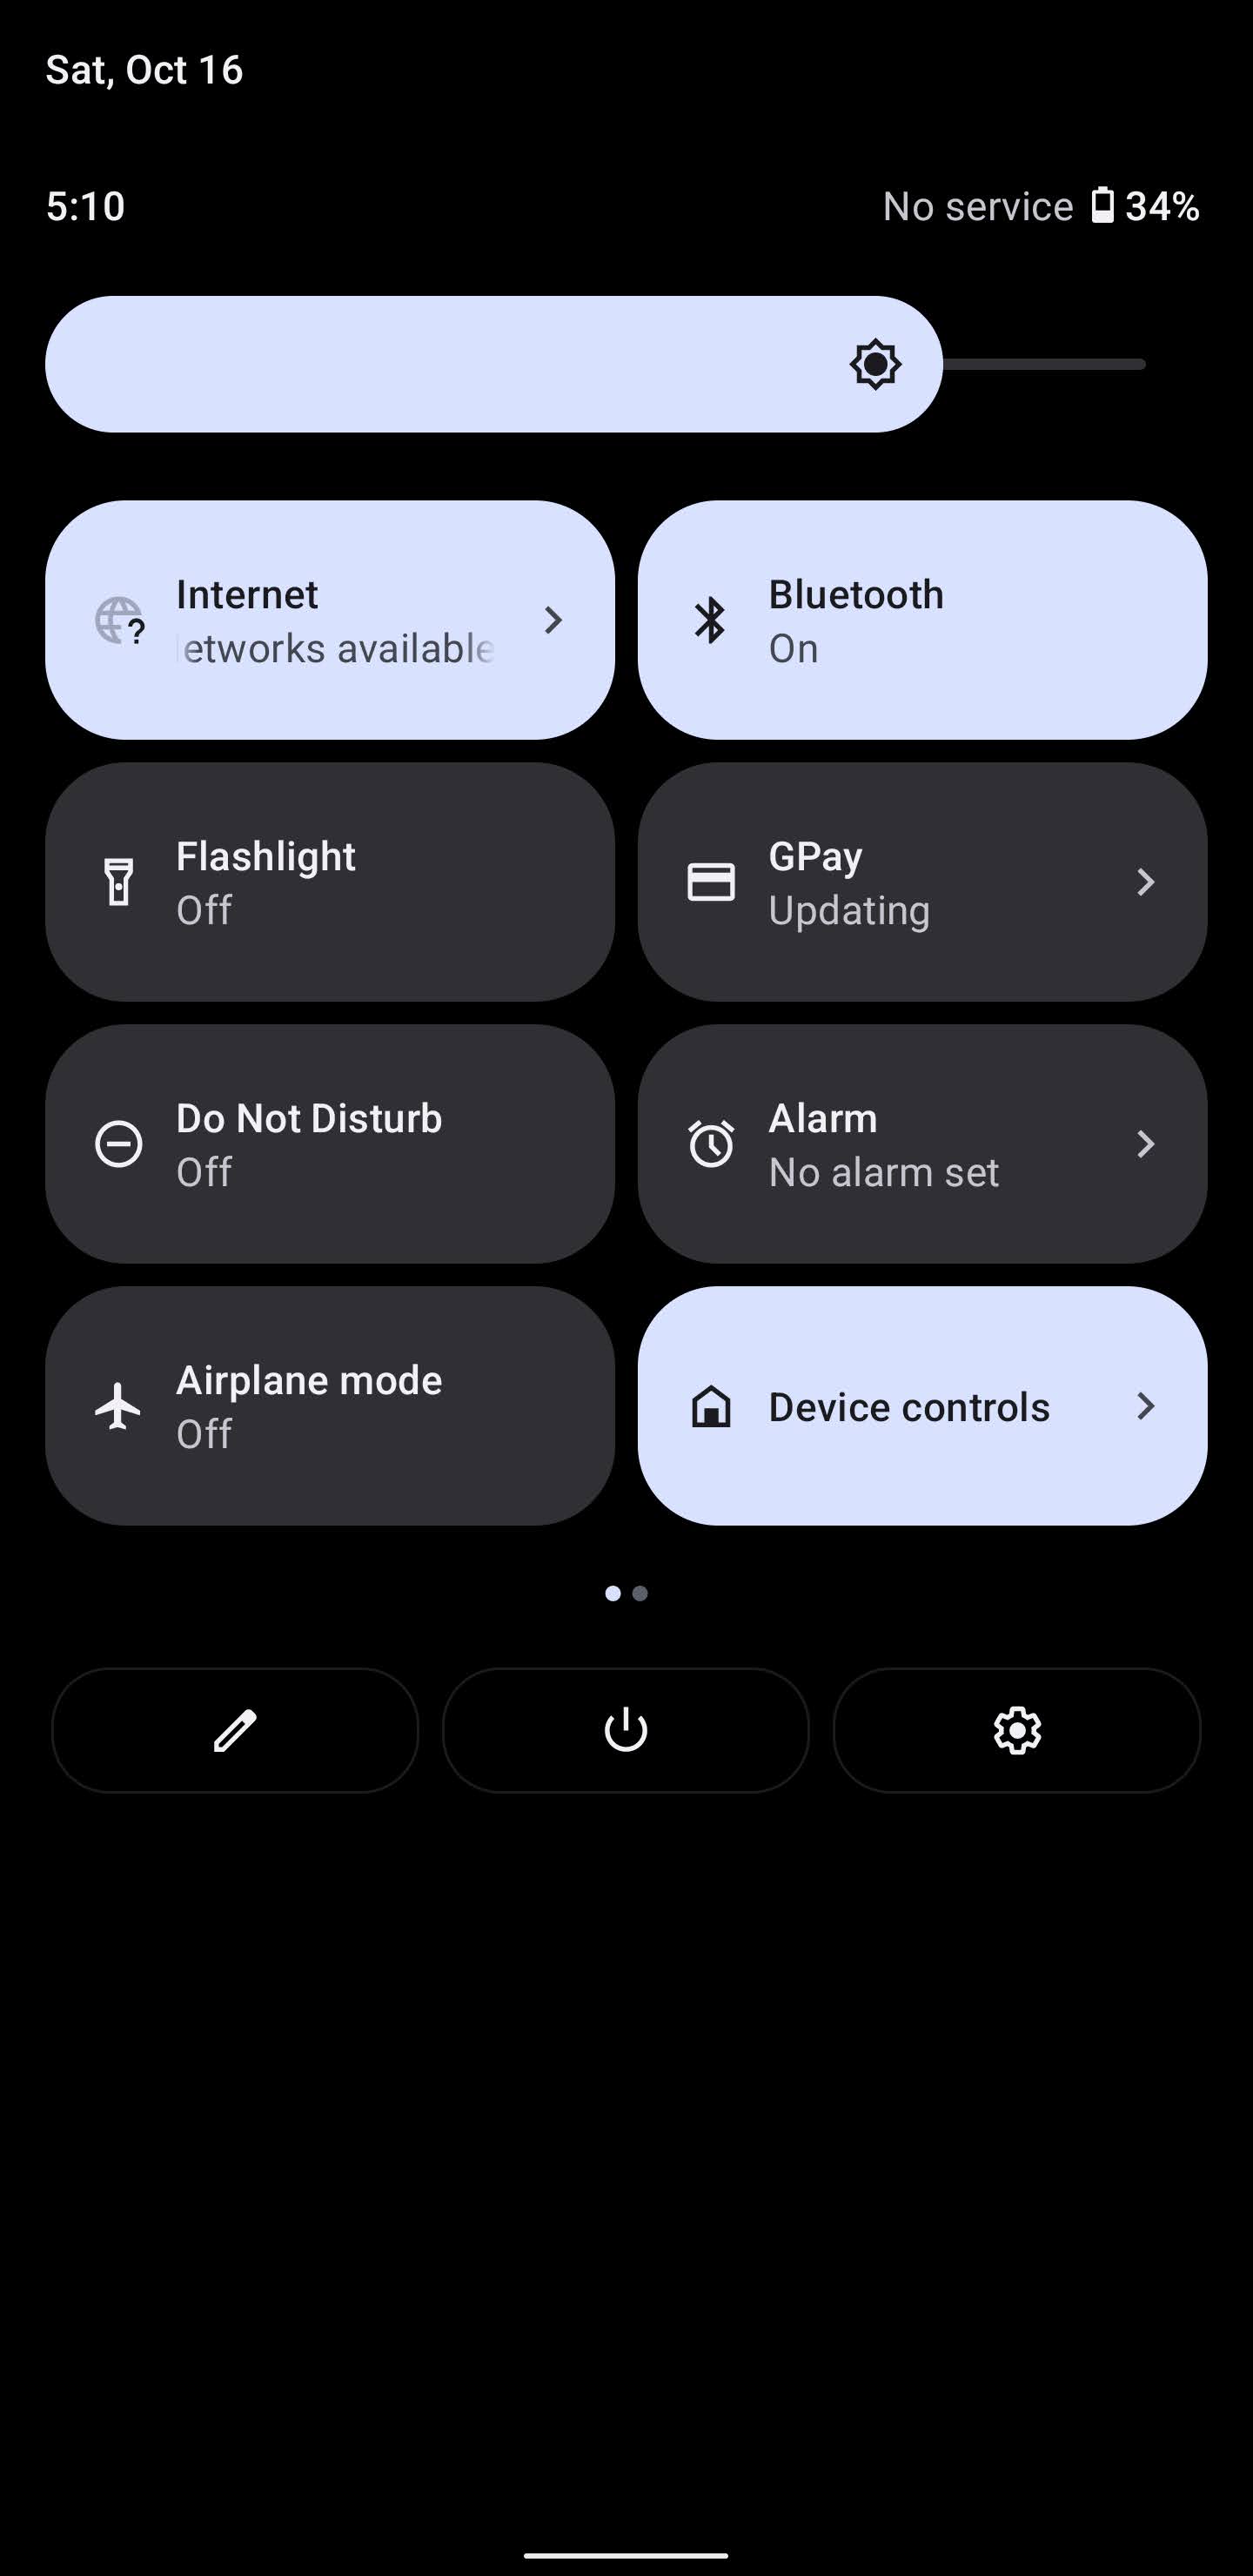 Sat, Oct 16
5:10
No service 34%
Internet
etworks available
Bluetooth
On
Flashlight
Off
GPay
Updating
Do Not Disturb
Off
Alarm
No alarm set
Airplane mode
Off
Device controls